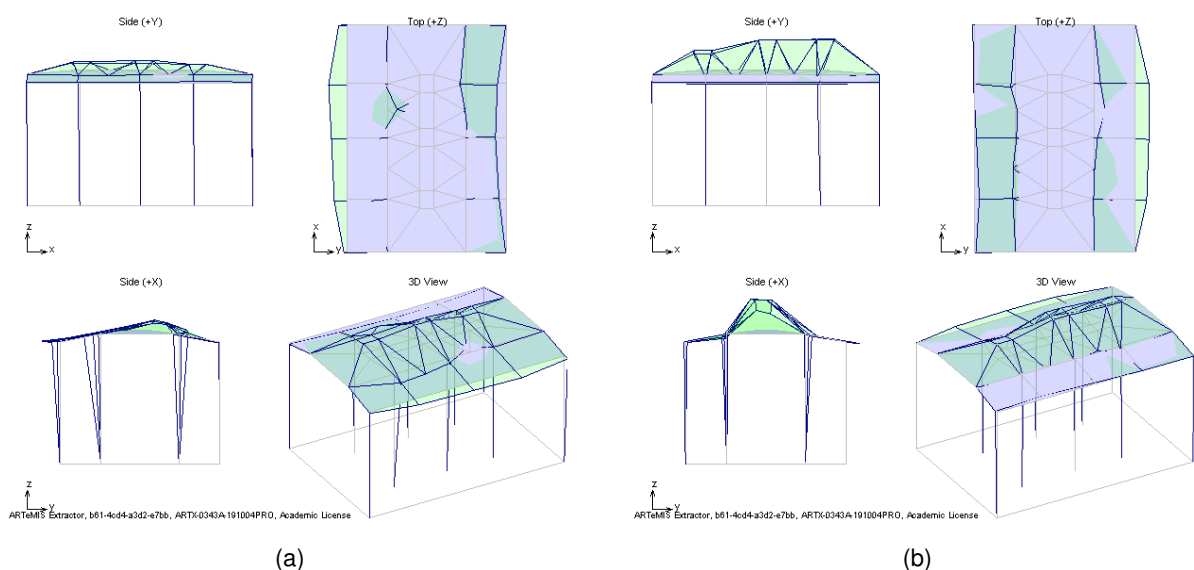 Side (+Y)
Top (+Z)
z
x
x
y
Side (+X)
3D View
z
y
ARTeMIS Extractor, b61-4cd4-a3d2-e7bb, ARTX-0343A-191004PRO, Academic License
(a)
Side (+Y)
Top (+Z)
z
x
x
y
Side (+X)
3D View
z
y
ARTeMIS Extractor, b61-4cd4-a3d2-e7bb, ARTX-0343A-191004PRO, Academic License
(b)